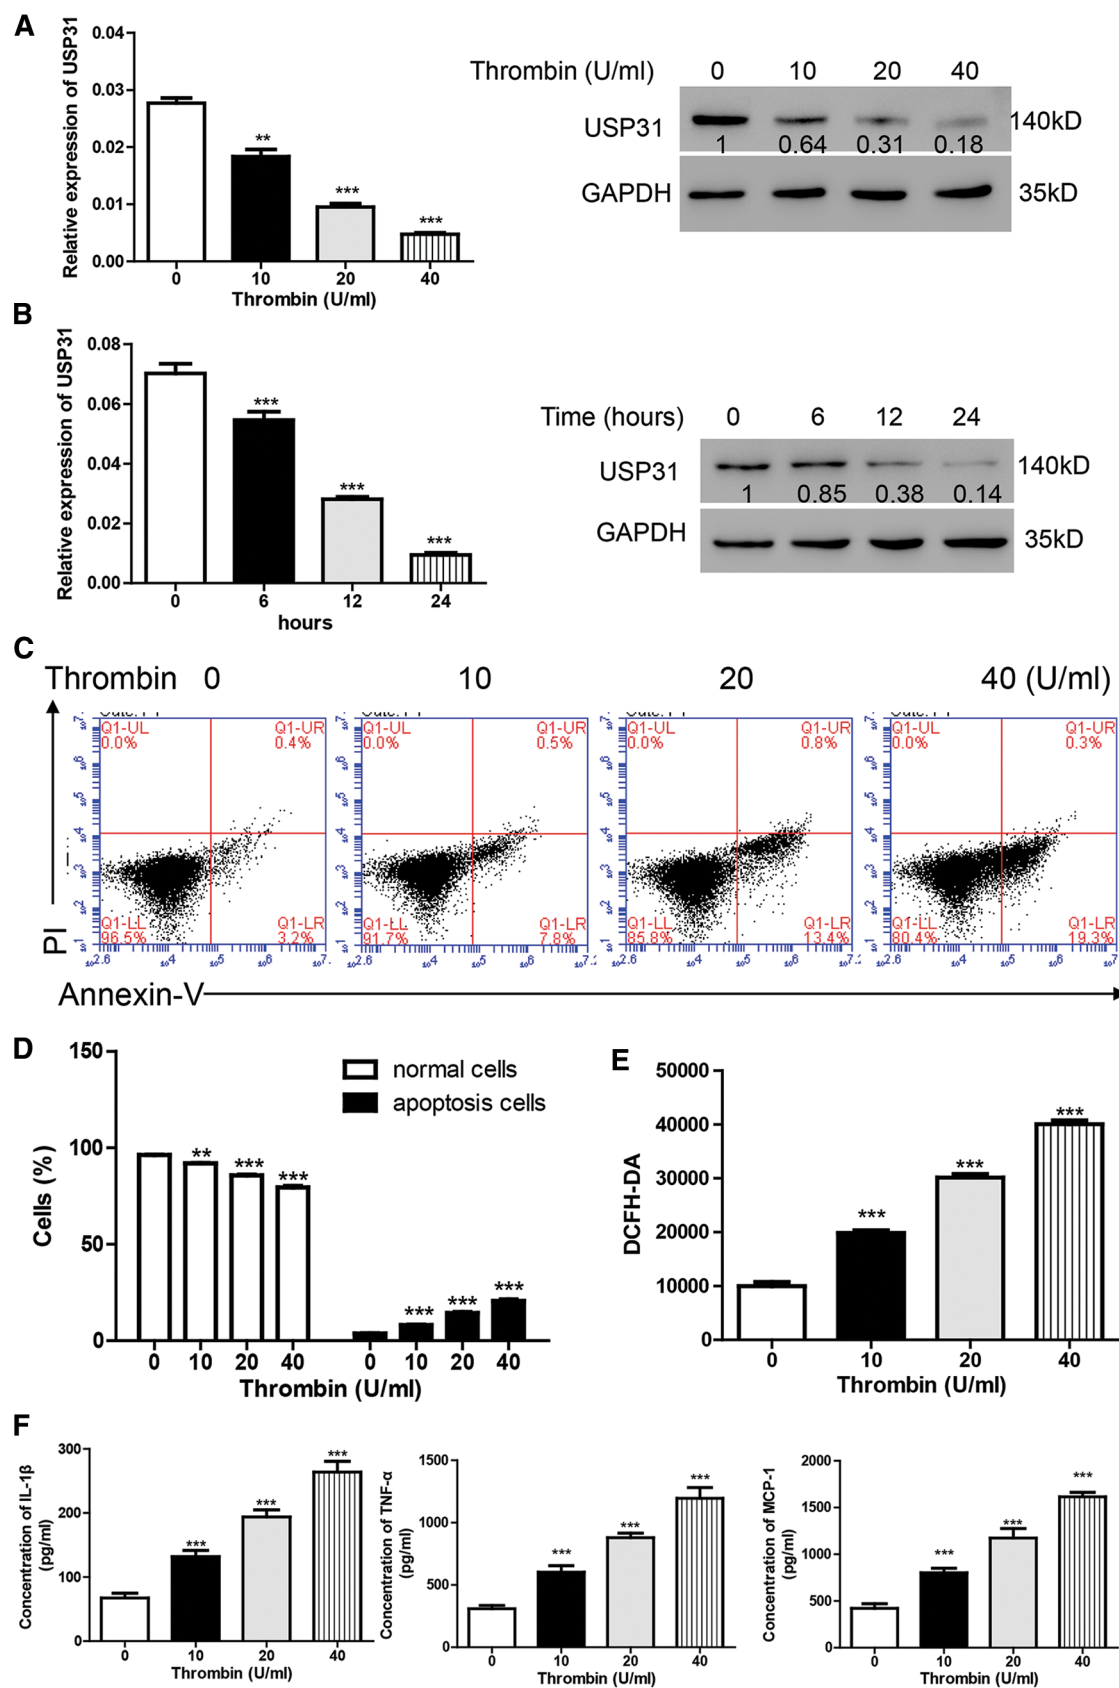 A
Relative expression of USP31
0.04
0.03
0.02
0.01
0.00
**
***
***
0 10 20 40
Thrombin (U/ml)
Thrombin (U/ml) 0 10 20 40
USP31 140kD
1 0.64 0.31 0.18
GAPDH 35kD
B
Relative expression of USP31
0.08
0.06
0.04
0.02
0.00
***
***
***
0 6 12 24
hours
Time (hours) 0 6 12 24
USP31 140kD
1 0.85 0.38 0.14
GAPDH 35kD
C
Thrombin 0 10 20 40 (U/ml)
Q1-UL Q1-UR Q1-UL Q1-UR Q1-UL Q1-UR Q1-UL Q1-UR
0.0% 0.4% 0.0% 0.5% 0.0% 0.8% 0.0% 0.3%
Q1-LL Q1-LR Q1-LL Q1-LR Q1-LL Q1-LR Q1-LL Q1-LR
96.5% 3.2% 91.7% 7.8% 85.8% 13.4% 80.4% 19.3%
PI
Annexin-V
D
Cells (%)
150
100
50
0
normal cells
apoptosis cells
** *** ***
*** *** ***
0 10 20 40 0 10 20 40
Thrombin (U/ml)
E
DCFH-DA
50000
40000
30000
20000
10000
0
***
***
***
0 10 20 40
Thrombin (U/ml)
F
Concentration of IL-1β
(pg/ml)
300
200
100
0
***
***
***
0 10 20 40
Thrombin (U/ml)
Concentration of TNF-α
(pg/ml)
1500
1000
500
0
***
***
***
0 10 20 40
Thrombin (U/ml)
Concentration of MCP-1
(pg/ml)
2000
1500
1000
500
0
***
***
***
0 10 20 40
Thrombin (U/ml)